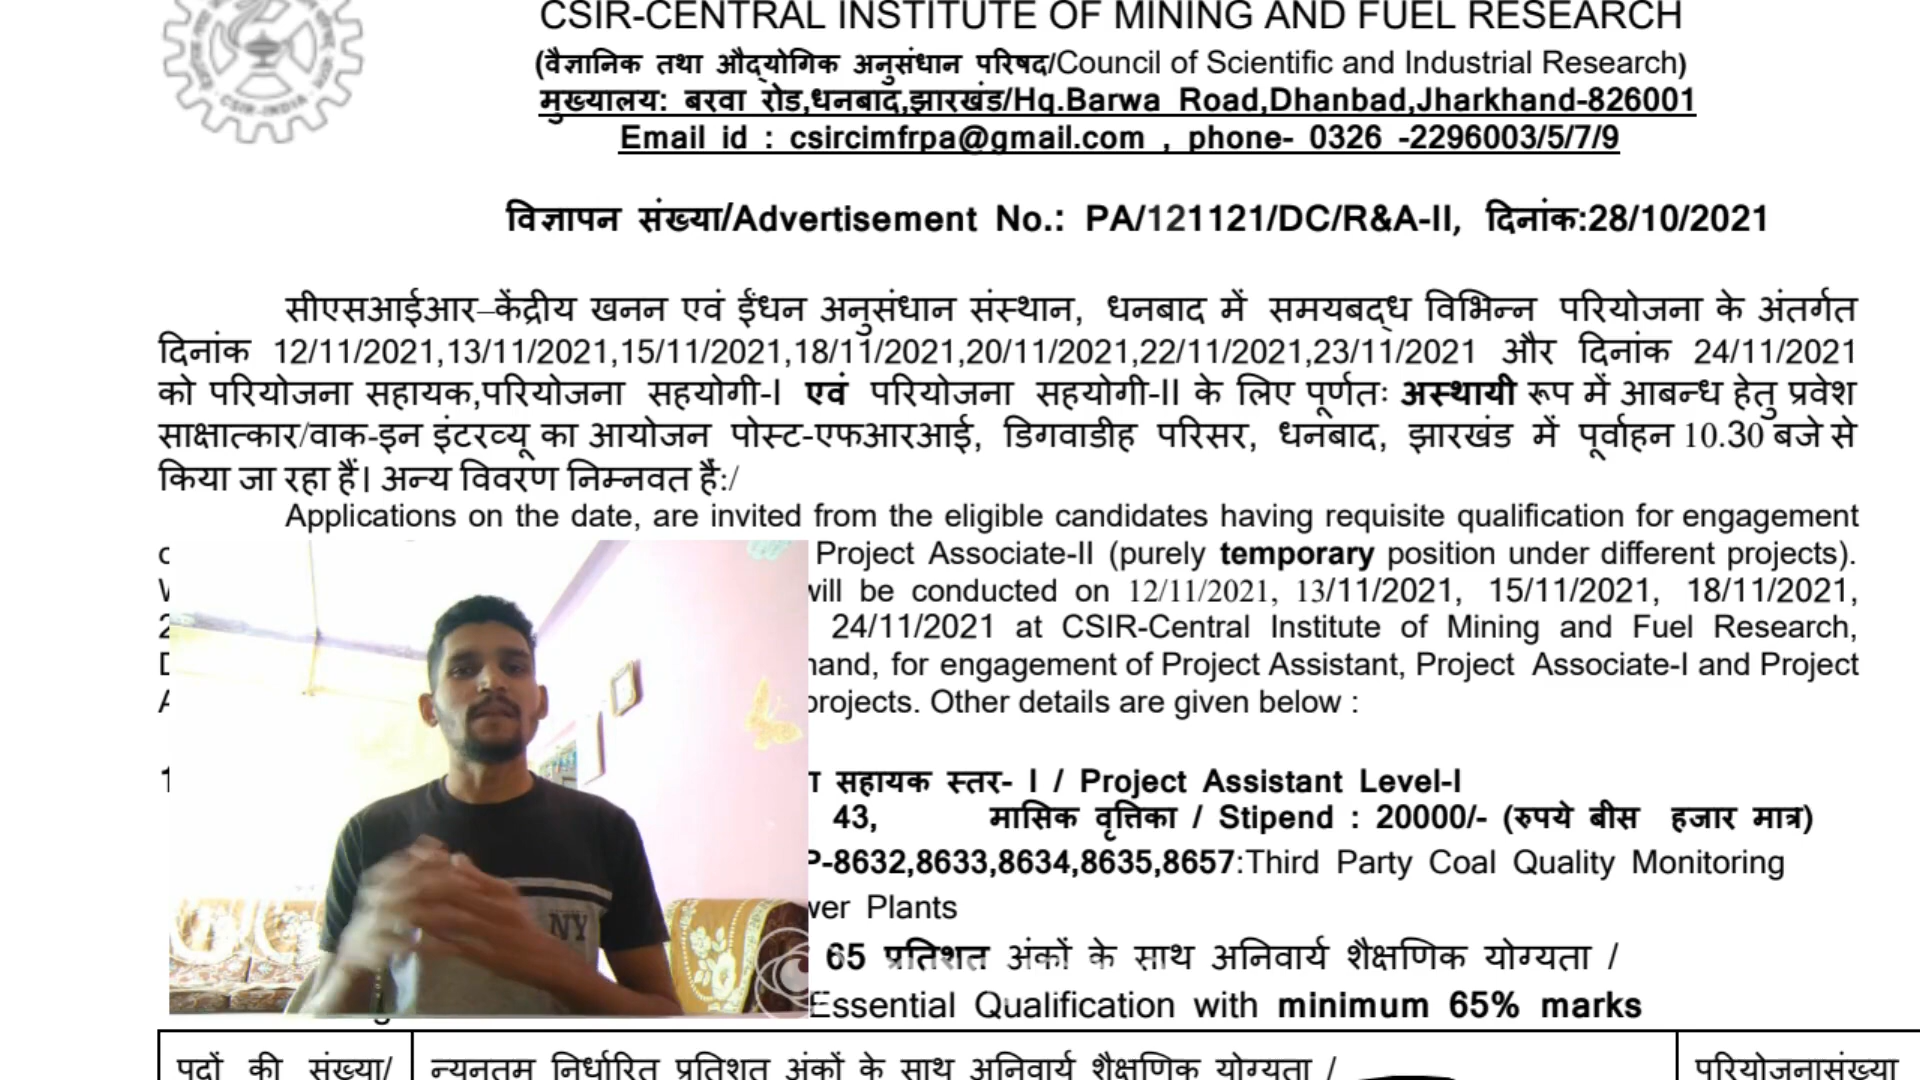 CSIR-CENTRAL INSTITUTE OF MINING AND FUEL RESEARCH
(वैज्ञानिक तथा औद्योगिक अनुसंधान परिषद/Council of Scientific and Industrial Research)
मुख्यालय: बरवा रोड,धनबाद,झारखंड/Hq.Barwa Road,Dhanbad,Jharkhand-826001
Email id : csircimfrpa@gmail.com , phone- 0326 -2296003/5/7/9
CSIR-INDIA
विज्ञापन संख्या/Advertisement No.: PA/121121/DC/R&A-II, दिनांक:28/10/2021
सीएसआईआर–केंद्रीय खनन एवं ईंधन अनुसंधान संस्थान, धनबाद में समयबद्ध विभिन्न परियोजना के अंतर्गत
दिनांक 12/11/2021,13/11/2021,15/11/2021,18/11/2021,20/11/2021,22/11/2021,23/11/2021 और दिनांक 24/11/2021
को परियोजना सहायक,परियोजना सहयोगी-I एवं परियोजना सहयोगी-II के लिए पूर्णतः अस्थायी रूप में आबन्ध हेतु प्रवेश
साक्षात्कार/वाक-इन इंटरव्यू का आयोजन पोस्ट-एफआरआई, डिगवाडीह परिसर, धनबाद, झारखंड में पूर्वाहन 10.30 बजे से
किया जा रहा हैं। अन्य विवरण निम्नवत हैं:/
Applications on the date, are invited from the eligible candidates having requisite qualification for engagement
Project Associate-II (purely temporary position under different projects).
will be conducted on 12/11/2021, 13/11/2021, 15/11/2021, 18/11/2021,
24/11/2021 at CSIR-Central Institute of Mining and Fuel Research,
hand, for engagement of Project Assistant, Project Associate-I and Project
projects. Other details are given below :
1 सहायक स्तर- I / Project Assistant Level-I
43, मासिक वृत्तिका / Stipend : 20000/- (रुपये बीस हजार मात्र)
P-8632,8633,8634,8635,8657:Third Party Coal Quality Monitoring
wer Plants
65 प्रतिशत अंकों के साथ अनिवार्य शैक्षणिक योग्यता /
Essential Qualification with minimum 65% marks
NY
पदों की संख्या/ न्यूनतम निर्धारित प्रतिशत अंकों के साथ अनिवार्य शैक्षणिक योग्यता / परियोजनासंख्या